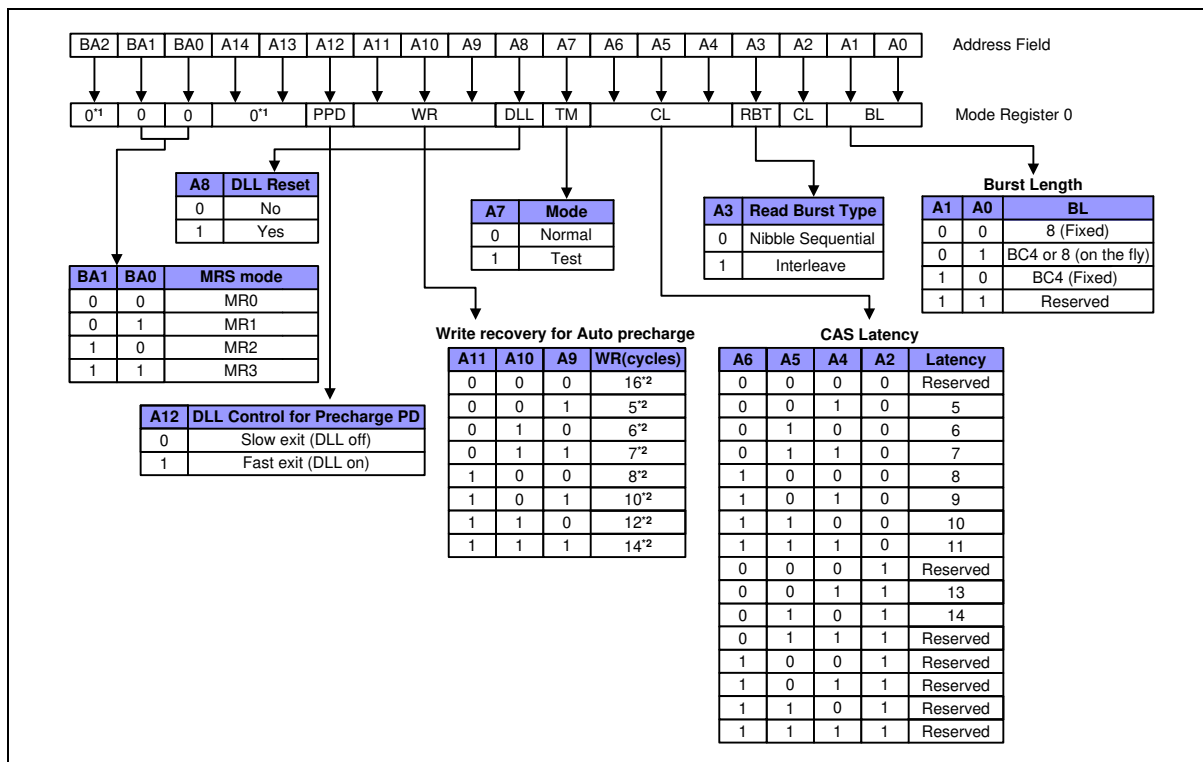 BA2 BA1 BA0 A14 A13 A12 A11 A10 A9 A8 A7 A6 A5 A4 A3 A2 A1 A0 Address Field
0*1 0 0 0*1 PPD WR DLL TM CL RBT CL BL Mode Register 0
A8 DLL Reset
0 No
1 Yes
A7 Mode
0 Normal
1 Test
A3 Read Burst Type
0 Nibble Sequential
1 Interleave
Burst Length
A1 A0 BL
0 0 8 (Fixed)
0 1 BC4 or 8 (on the fly)
1 0 BC4 (Fixed)
1 1 Reserved
BA1 BA0 MRS mode
0 0 MR0
0 1 MR1
1 0 MR2
1 1 MR3
A12 DLL Control for Precharge PD
0 Slow exit (DLL off)
1 Fast exit (DLL on)
Write recovery for Auto precharge
A11 A10 A9 WR(cycles)
0 0 0 16*2
0 0 1 5*2
0 1 0 6*2
0 1 1 7*2
1 0 0 8*2
1 0 1 10*2
1 1 0 12*2
1 1 1 14*2
CAS Latency
A6 A5 A4 A2 Latency
0 0 0 0 Reserved
0 0 1 0 5
0 1 0 0 6
0 1 1 0 7
1 0 0 0 8
1 0 1 0 9
1 1 0 0 10
1 1 1 0 11
0 0 0 1 Reserved
0 0 1 1 13
0 1 0 1 14
0 1 1 1 Reserved
1 0 0 1 Reserved
1 0 1 1 Reserved
1 1 0 1 Reserved
1 1 1 1 Reserved